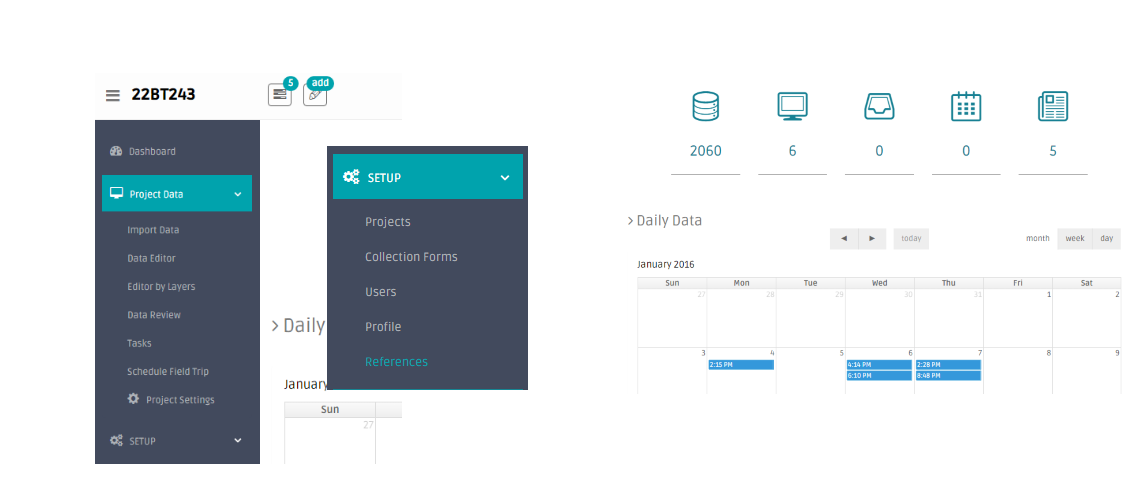 22BT243
5
add
Dashboard
Project Data
Import Data
Data Editor
Editor by Layers
Data Review
Tasks
Schedule Field Trip
Project Settings
SETUP
> Daily
January
Sun
27
SETUP
Projects
Collection Forms
Users
Profile
References
2060 6 0 0 5
> Daily Data
today
month week day
January 2016
Sun Mon Tue Wed Thu Fri Sat
27 28 29 30 31 1 2
3 4 5 6 7 8 9
2:15 PM 4:14 PM 2:28 PM
6:10 PM 8:48 PM